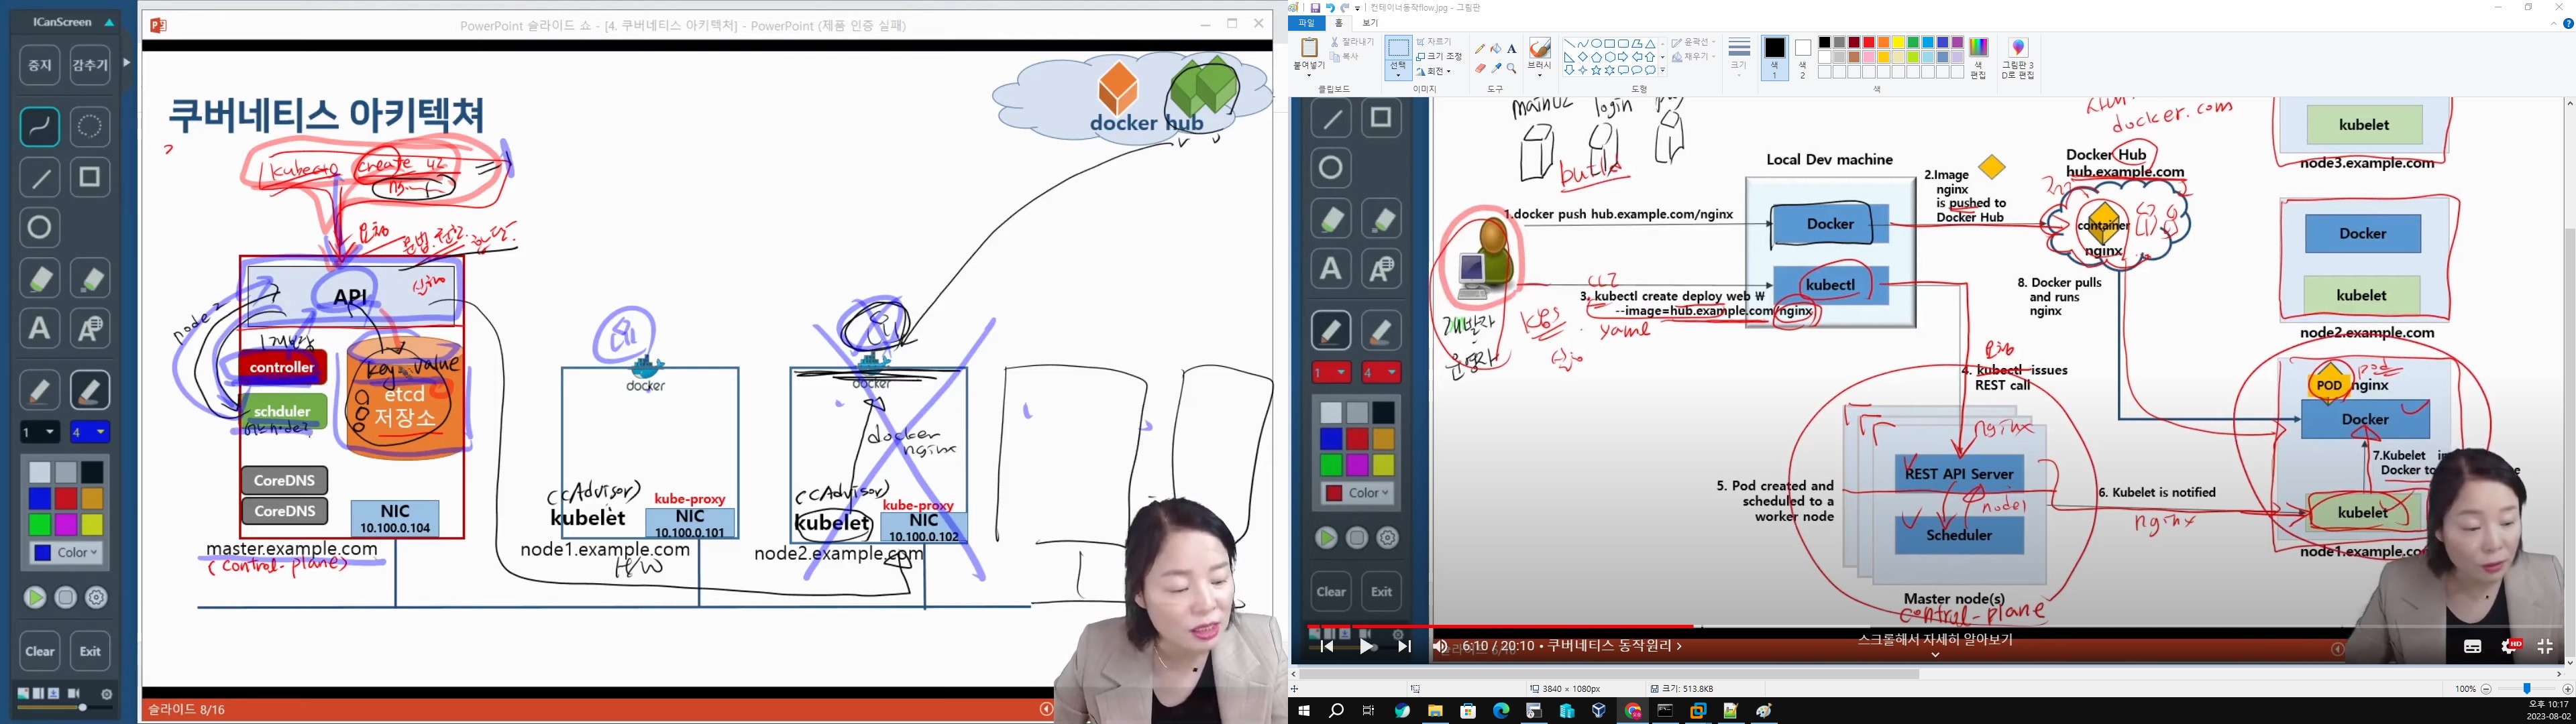 ICanScreen
PowerPoint 슬라이드 쇼 - [4. 쿠버네티스 아키텍처] - PowerPoint (제품 인증 실패)
중지
감추기
쿠버네티스 아키텍쳐
docker hub
create
API
node2
controller
schduler
key value
etcd
저장소
CoreDNS
CoreDNS
NIC
10.100.0.104
master.example.com
(control-plane)
docker
(cAdvisor)
kubelet
kube-proxy
NIC
10.100.0.101
node1.example.com
H/W
docker
docker
nginx
(cAdvisor)
kubelet
kube-proxy
NIC
10.100.0.102
node2.example.com
1
4
Color
Clear
Exit
슬라이드 8/16
컨테이너동작flow.jpg - 그림판
파일
홈
보기
붙여넣기
잘라내기
복사
클립보드
선택
자르기
크기 조정
회전
이미지
도구
브러시
윤곽선
채우기
도형
크기
색
1
색
2
색
편집
그림판 3
D로 편집
색
main
login
build
docker.com
Local Dev machine
1.docker push hub.example.com/nginx
Docker
kubectl
2.Image
nginx
is pushed to
Docker Hub
Docker Hub
hub.example.com
container
nginx
3. kubectl create deploy web ₩
--image=hub.example.com/nginx
개발자
운영자
K8s
yaml
요청
4. kubectl issues
REST call
nginx
REST API Server
node1
Scheduler
5. Pod created and
scheduled to a
worker node
Master node(s)
control-plane
6. Kubelet is notified
nginx
8. Docker pulls
and runs
nginx
kubelet
node3.example.com
Docker
kubelet
node2.example.com
POD
pod
nginx
Docker
7.Kubelet
Docker to
kubelet
node1.example.co
1
4
Color
Clear
Exit
6:10 / 20:10 • 쿠버네티스 동작원리
스크롤해서 자세히 알아보기
HD
3840 × 1080px
크기: 513.8KB
100%
오후 10:17
2023-08-02